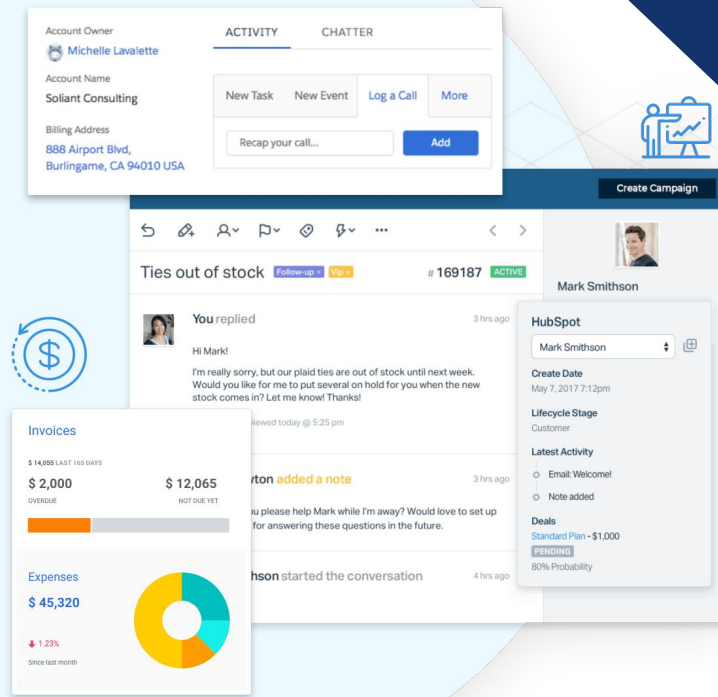 Account Owner
Michelle Lavalette
Account Name
Soliant Consulting
Billing Address
888 Airport Blvd,
Burlingame, CA 94010 USA
ACTIVITY CHATTER
New Task New Event Log a Call More
Recap your call... Add
Create Campaign
Ties out of stock Follow-up × Vip × # 169187 ACTIVE
Mark Smithson
You replied 3 hrs ago
Hi Mark!
I'm really sorry, but our plaid ties are out of stock until next week.
Would you like for me to put several on hold for you when the new
stock comes in? Let me know! Thanks!
iewed today @ 5:25 pm
yton added a note 3 hrs ago
ou please help Mark while I'm away? Would love to set up
for answering these questions in the future.
hson started the conversation 4 hrs ago
HubSpot
Mark Smithson
Create Date
May 7, 2017 7:12pm
Lifecycle Stage
Customer
Latest Activity
Email: Welcome!
Note added
Deals
Standard Plan - $1,000
PENDING
80% Probability
$
Invoices
$ 14,055 LAST 165 DAYS
$ 2,000 $ 12,065
OVERDUE NOT DUE YET
Expenses
$ 45,320
1.23%
Since last month